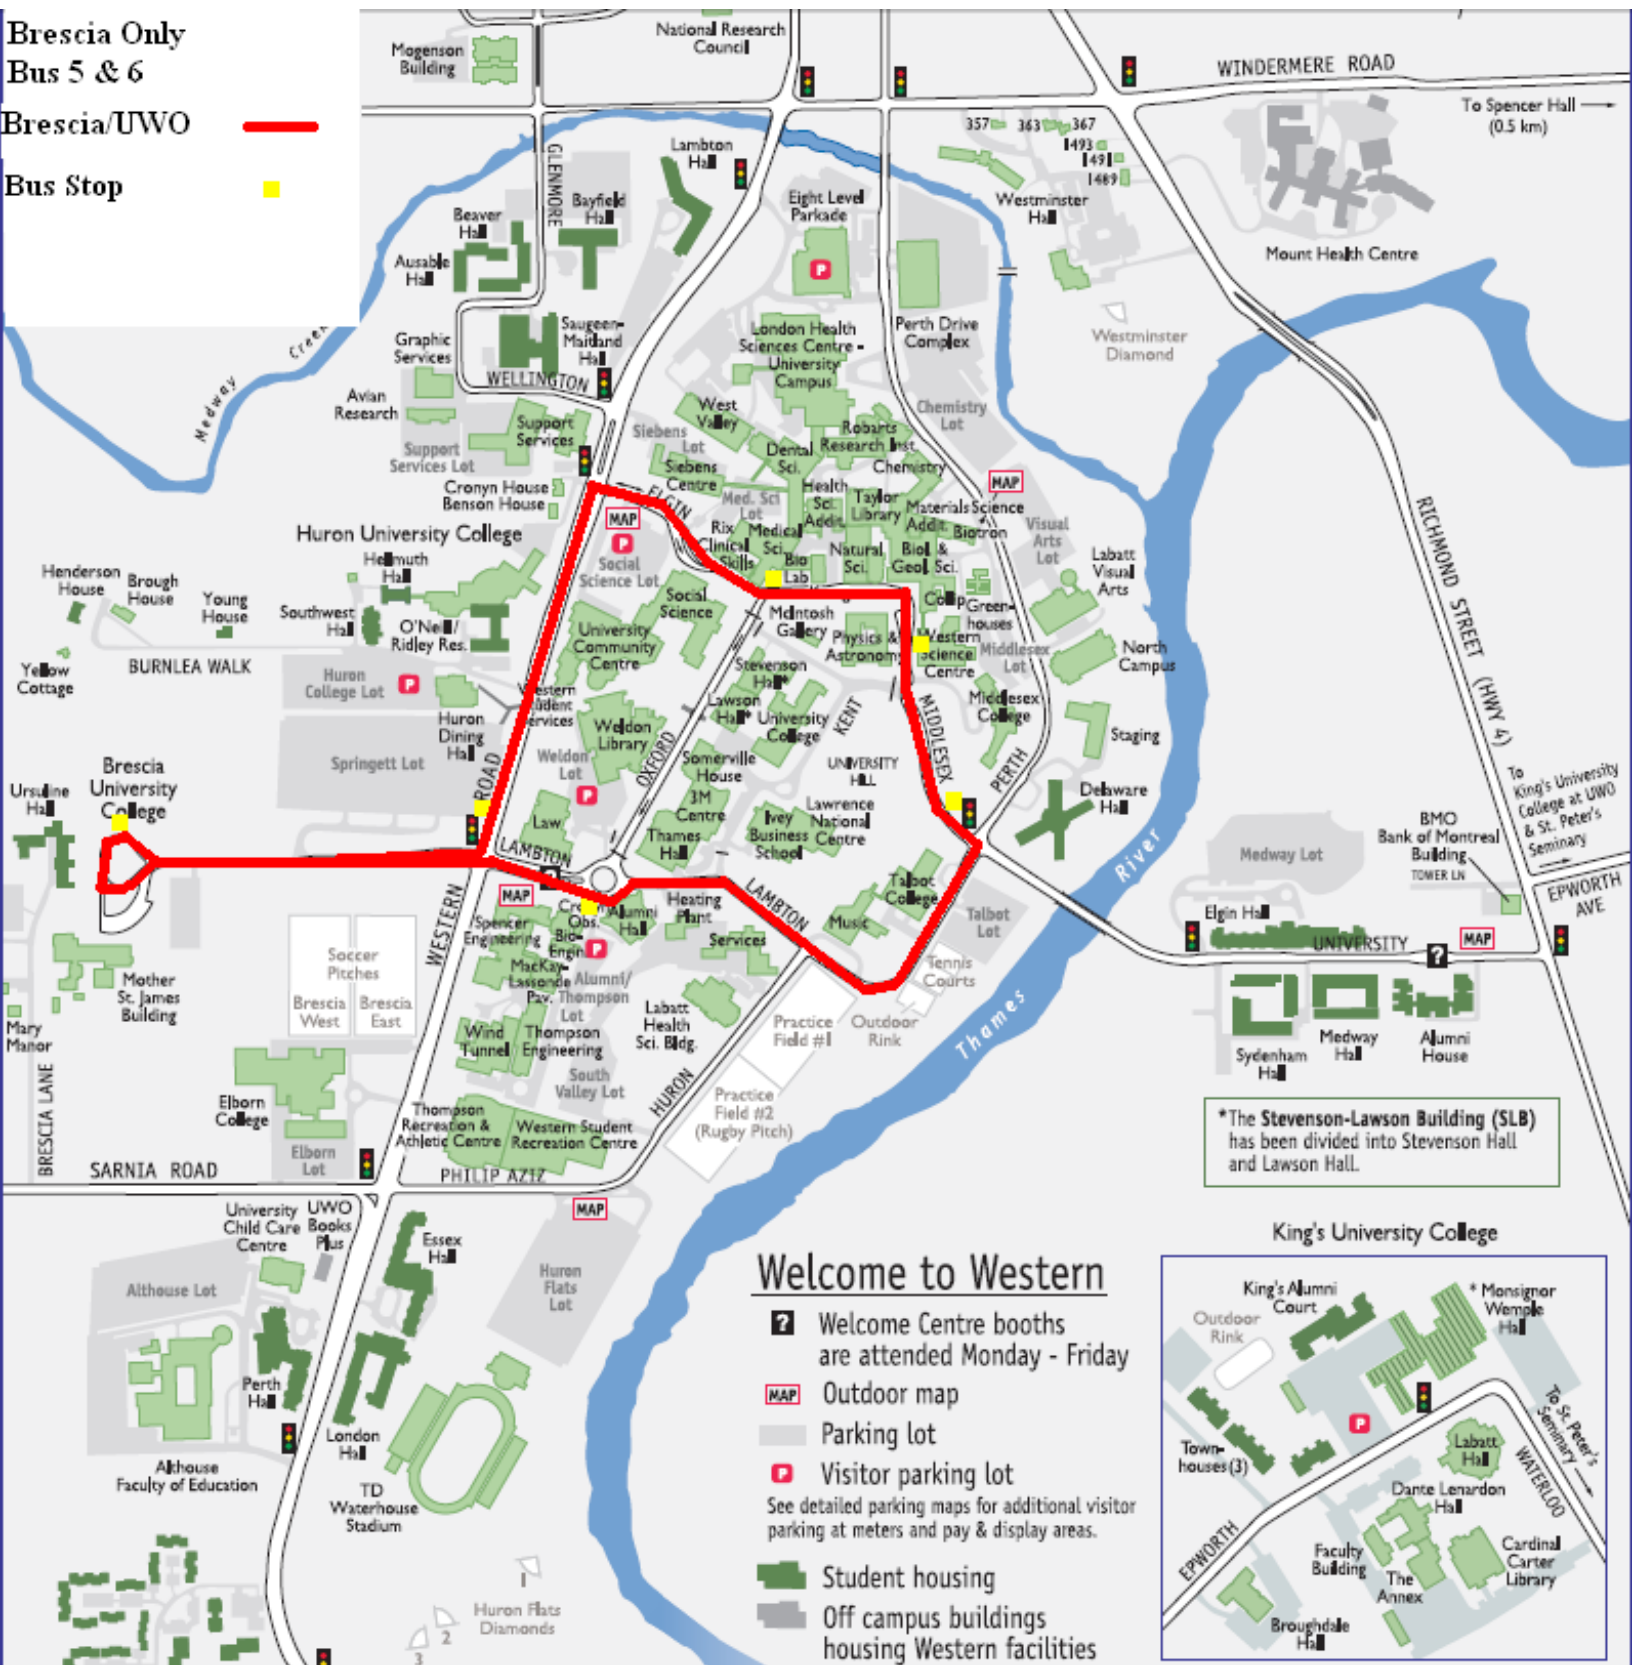 Brescia Only
Bus 5 & 6
Brescia/UWO
Bus Stop
Mogenson
Building
National Research
Council
WINDERMERE ROAD
To Spencer Hall
(0.5 km)
357
363
367
1493
1491
1489
GLENMORE
Lambton
Hall
Bayfield
Hall
Beaver
Hall
Ausable
Hall
Eight Level
Parkade
P
Westminster
Hall
Mount Health Centre
Medway
Creek
Graphic
Services
Saugeen-
Maitland
Hall
WELLINGTON
London Health
Sciences Centre -
University
Campus
Perth Drive
Complex
Westminster
Diamond
Avian
Research
Support
Services
Support
Services Lot
West
Valley
Siebens
Lot
Siebens
Centre
Dental
Sci.
Robarts
Research Inst.
Chemistry
Chemistry
Lot
Cronyn House
Benson House
ELGIN
MAP
P
Med. Sci
Lot
Health
Sci.
Addit.
Taylor
Library
Materials Science
Addit.
Biotron
MAP
Visual
Arts
Lot
RICHMOND STREET (HWY 4)
Huron University College
Hellmuth
Hall
Rix
Clinical
Skills
Medical
Sci.
Bio
Lab
Natural
Sci.
Biol. &
Geol. Sci.
Labatt
Visual
Arts
Henderson
House
Brough
House
Young
House
Southwest
Hall
O'Neil/
Ridley Res.
Social
Science Lot
Social
Science
McIntosh
Gallery
Physics &
Astronomy
Collip
Green-
houses
Western
Science
Centre
Middlesex
Lot
North
Campus
BURNLEA WALK
Yellow
Cottage
Huron
College Lot
P
Huron
Dining
Hall
University
Community
Centre
Stevenson
Hall*
Lawson
Hall*
University
College
KENT
MIDDLESEX
Middlesex
College
Staging
Springett Lot
Services
Weldon
Library
Weldon
Lot
P
OXFORD
Somerville
House
UNIVERSITY
HILL
PERTH
Delaware
Hall
Brescia
University
College
Ursuline
Hall
ROAD
Law
LAMBTON
3M
Centre
Thames
Hall
Ivey
Business
School
Lawrence
National
Centre
To
King's University
College at UWO
& St. Peter's
Seminary
BMO
Bank of Montreal
Building
TOWER LN
Medway Lot
EPWORTH
AVE
MAP
WESTERN
Spencer
Engineering
Obs.
Bio-
Engin
P
Alumni
Hall
Heating
Plant
LAMBTON
Services
Music
Talbot
College
Talbot
Lot
River
Elgin Hall
UNIVERSITY
?
MAP
Soccer
Pitches
Brescia
West
Brescia
East
Mother
St. James
Building
Mary
Manor
MacKay-
Lassonde
Pav.
Alumni/
Thompson
Lot
Labatt
Health
Sci. Bldg.
Tennis
Courts
Practice
Field #1
Outdoor
Rink
Thames
Sydenham
Hall
Medway
Hall
Alumni
House
Wind
Tunnel
Thompson
Engineering
South
Valley Lot
HURON
Practice
Field #2
(Rugby Pitch)
Elborn
College
Elborn
Lot
BRESCIA LANE
Thompson
Recreation &
Athletic Centre
Western Student
Recreation Centre
*The Stevenson-Lawson Building (SLB)
has been divided into Stevenson Hall
and Lawson Hall.
SARNIA ROAD
PHILIP AZIZ
MAP
University
Child Care
Centre
UWO
Books
Plus
Essex
Hall
Althouse Lot
Huron
Flats
Lot
Perth
Hall
London
Hall
Althouse
Faculty of Education
TD
Waterhouse
Stadium
1
2
3
Huron Flats
Diamonds
Welcome to Western
? Welcome Centre booths
are attended Monday - Friday
MAP Outdoor map
Parking lot
P Visitor parking lot
See detailed parking maps for additional visitor
parking at meters and pay & display areas.
Student housing
Off campus buildings
housing Western facilities
King's University College
King's Alumni
Court
* Monsignor
Wemple
Hall
Outdoor
Rink
P
Town-
houses (3)
Labatt
Hall
To St. Peter's
Seminary
WATERLOO
Dante Lenardon
Hall
EPWORTH
Faculty
Building
The
Annex
Cardinal
Carter
Library
Broughdale
Hall